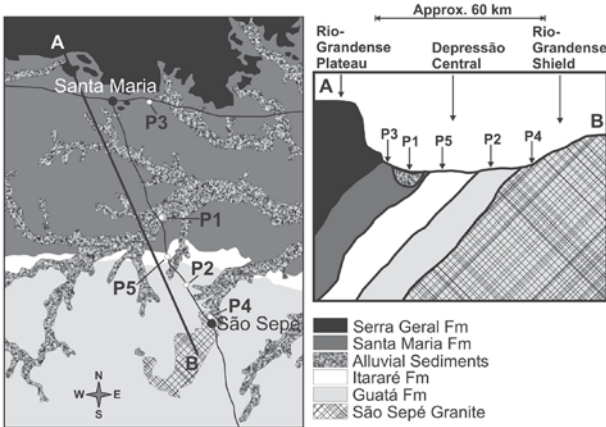 A
Santa Maria
P3
P1
P2
P5
P4
São Sepé
B
N
W E
S
Approx. 60 km
Rio-
Grandense
Plateau
Depressão
Central
Rio-
Grandense
Shield
A
B
P3 P1 P5 P2 P4
Serra Geral Fm
Santa Maria Fm
Alluvial Sediments
Itararé Fm
Guatá Fm
São Sepé Granite